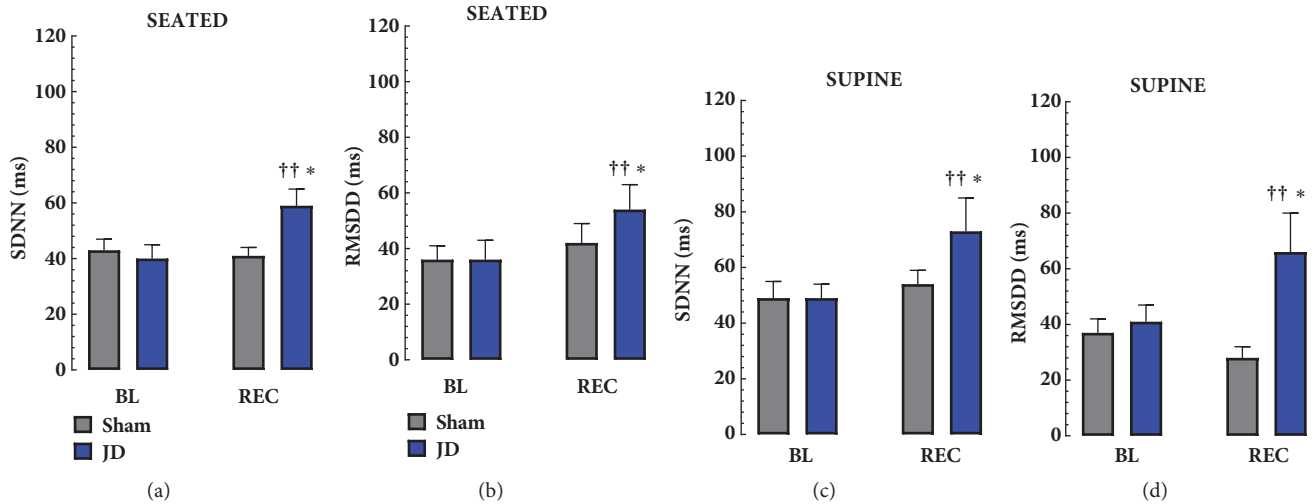 SEATED
SDNN (ms)
120
100
80
60
40
20
0
†† *
BL
REC
Sham
JD
(a)
SEATED
RMSDD (ms)
120
100
80
60
40
20
0
†† *
BL
REC
Sham
JD
(b)
SUPINE
SDNN (ms)
120
100
80
60
40
20
0
†† *
BL
REC
(c)
SUPINE
RMSDD (ms)
120
100
80
60
40
20
0
†† *
BL
REC
(d)